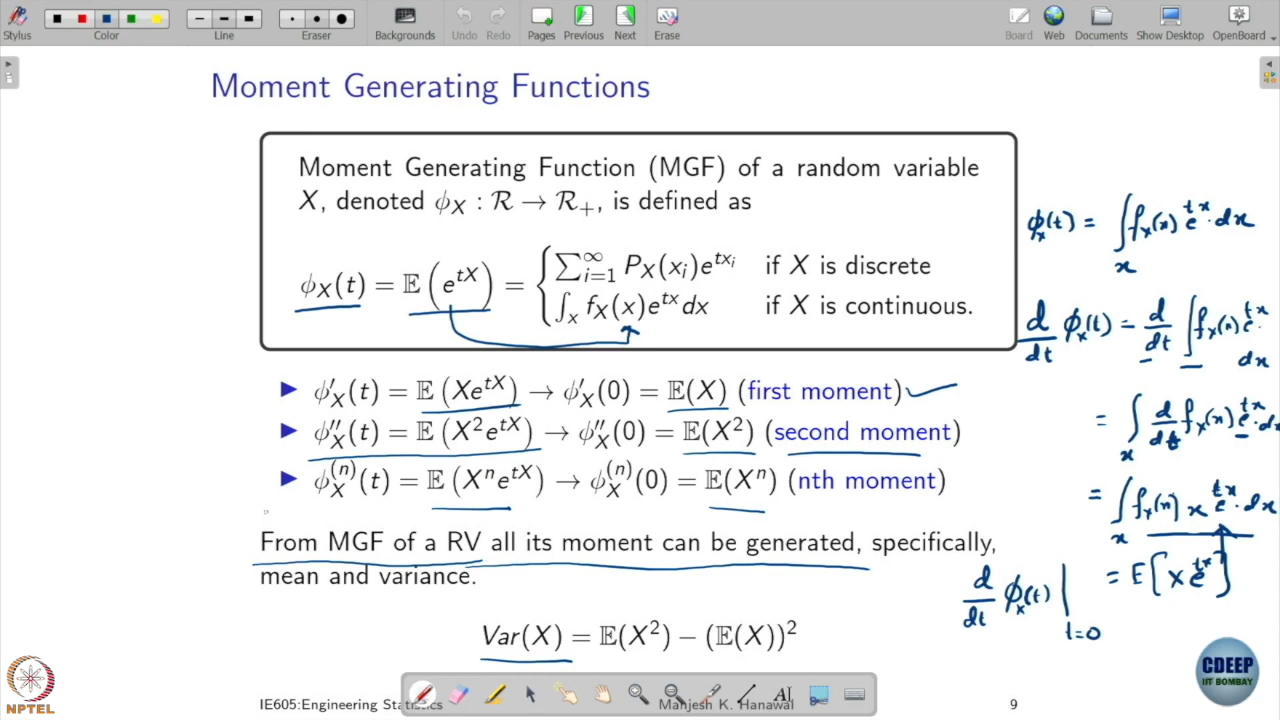 Stylus Color Line Eraser Backgrounds Undo Redo Pages Previous Next Erase Board Web Documents Show Desktop OpenBoard
Moment Generating Functions
Moment Generating Function (MGF) of a random variable
X, denoted ϕ_X : R → R_+, is defined as
ϕ_X(t) = 𝔼 (e^{tX}) = { ∑_{i=1}^{∞} P_X(x_i)e^{tx_i} if X is discrete
∫_x f_X(x)e^{tx}dx if X is continuous.
▶ ϕ′_X(t) = 𝔼 (Xe^{tX}) → ϕ′_X(0) = 𝔼(X) (first moment)
▶ ϕ″_X(t) = 𝔼 (X²e^{tX}) → ϕ″_X(0) = 𝔼(X²) (second moment)
▶ ϕ_X^{(n)}(t) = 𝔼 (X^n e^{tX}) → ϕ_X^{(n)}(0) = 𝔼(X^n) (nth moment)
From MGF of a RV all its moment can be generated, specifically,
mean and variance.
Var(X) = 𝔼(X²) − (𝔼(X))²
ϕ_x(t) = ∫_x f_x(x) e^{tx}. dx
d/dt ϕ_x(t) = d/dt ∫ f_x(x) e^{tx}.
dx
= ∫_x d/dt f_x(x) e^{tx}. dx
= ∫_x f_x(x) x e^{tx}. dx
= E[x e^{tx}]
d/dt ϕ_x(t) |_{t=0}
NPTEL
IE605:Engineering Statistics Manjesh K. Hanawal 9
CDEEP
IIT BOMBAY